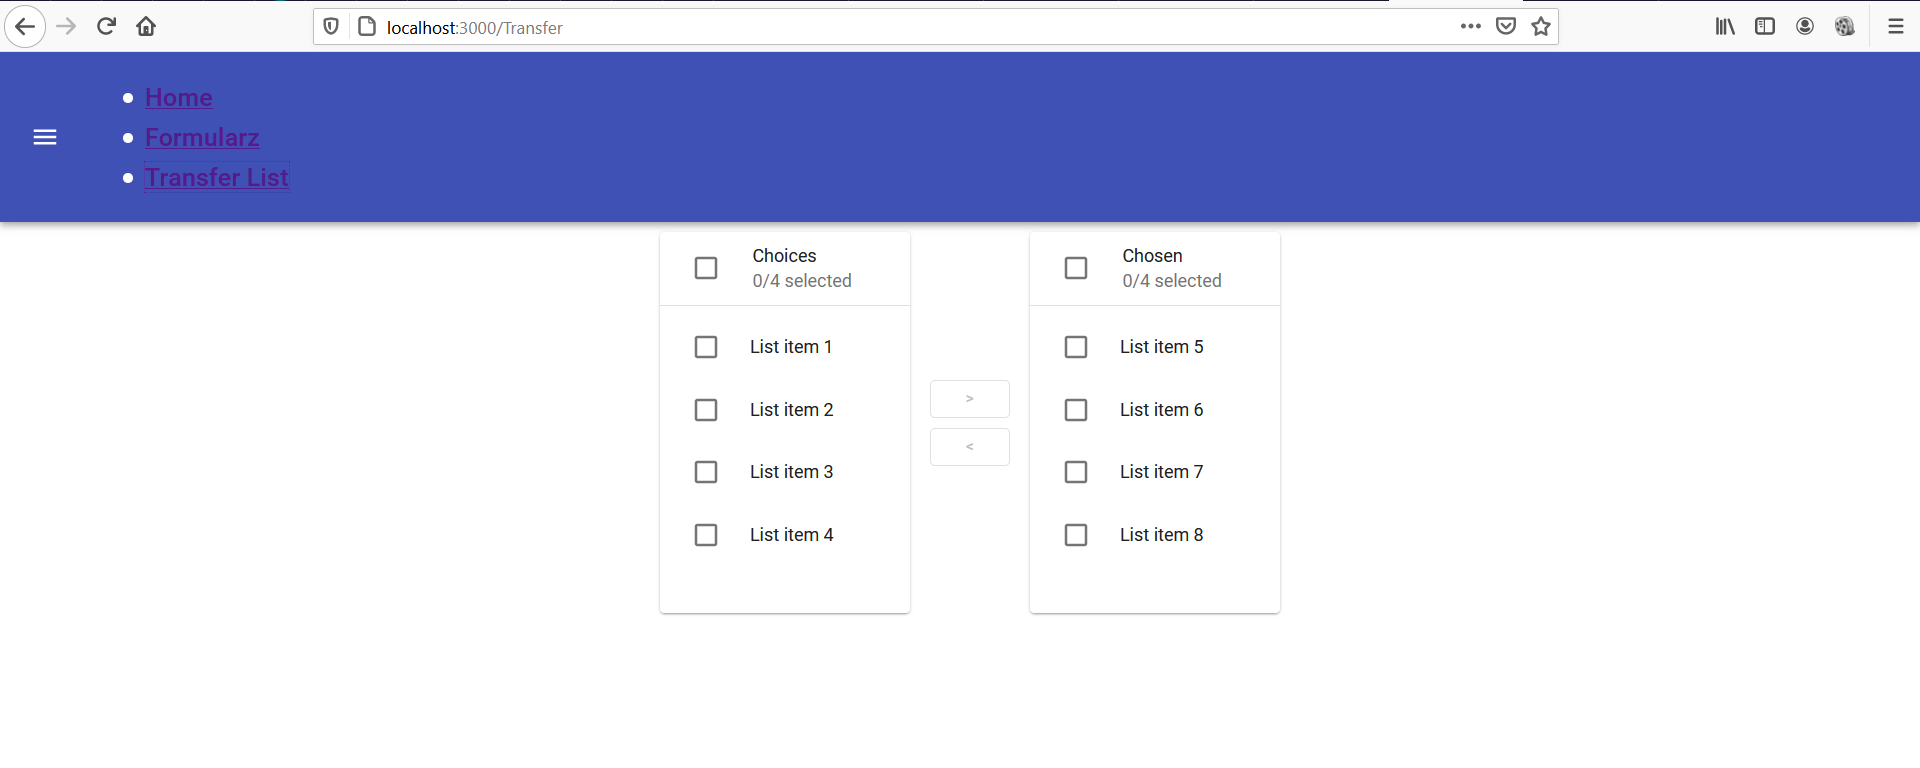 localhost:3000/Transfer
Home
Formularz
Transfer List
Choices
0/4 selected
List item 1
List item 2
List item 3
List item 4
>
<
Chosen
0/4 selected
List item 5
List item 6
List item 7
List item 8